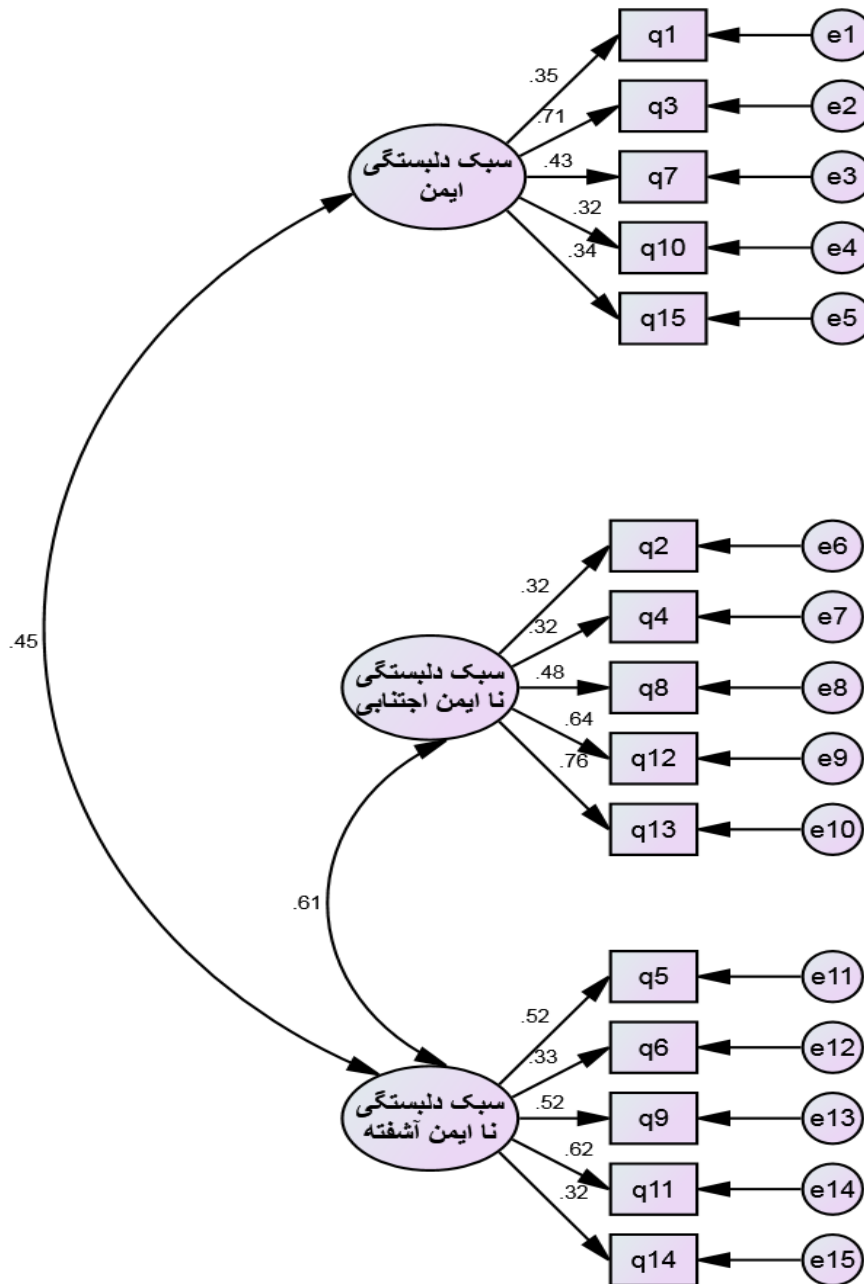 q1
e1
.35
q3
e2
.71
سبک دلبستگی
ایمن
.43
q7
e3
.32
q10
e4
.34
q15
e5
q2
e6
.32
q4
e7
.32
.45
سبک دلبستگی
نا ایمن اجتنابی
.48
q8
e8
.64
q12
e9
.76
q13
e10
.61
q5
e11
.52
q6
e12
.33
سبک دلبستگی
نا ایمن آشفته
.52
q9
e13
.62
q11
e14
.32
q14
e15